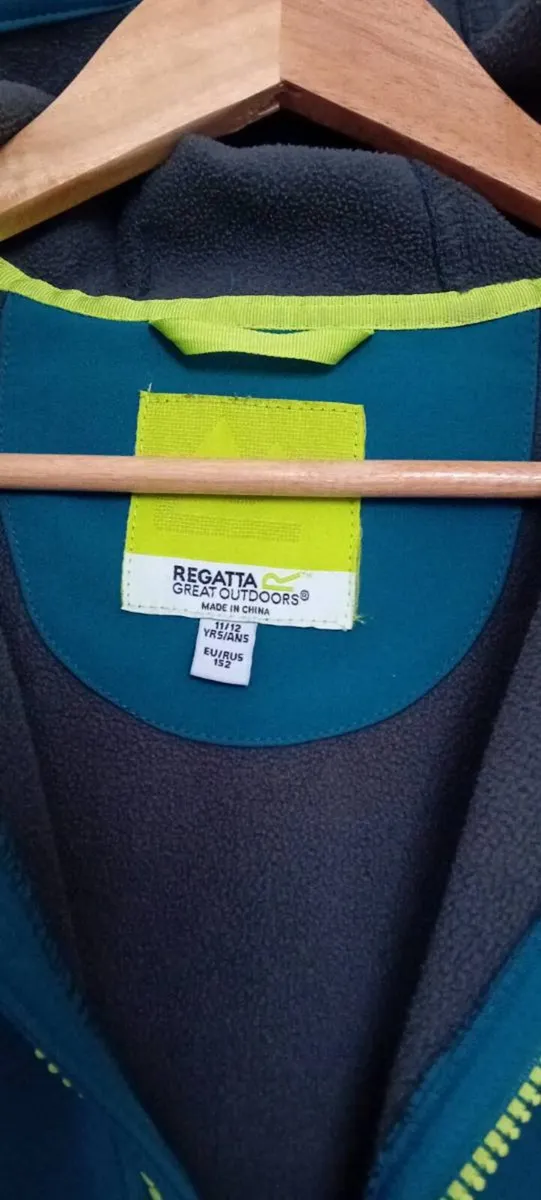 REGATTA
GREAT OUTDOORS®
MADE IN CHINA
11/12
YRS/ANS
EU/RUS
152